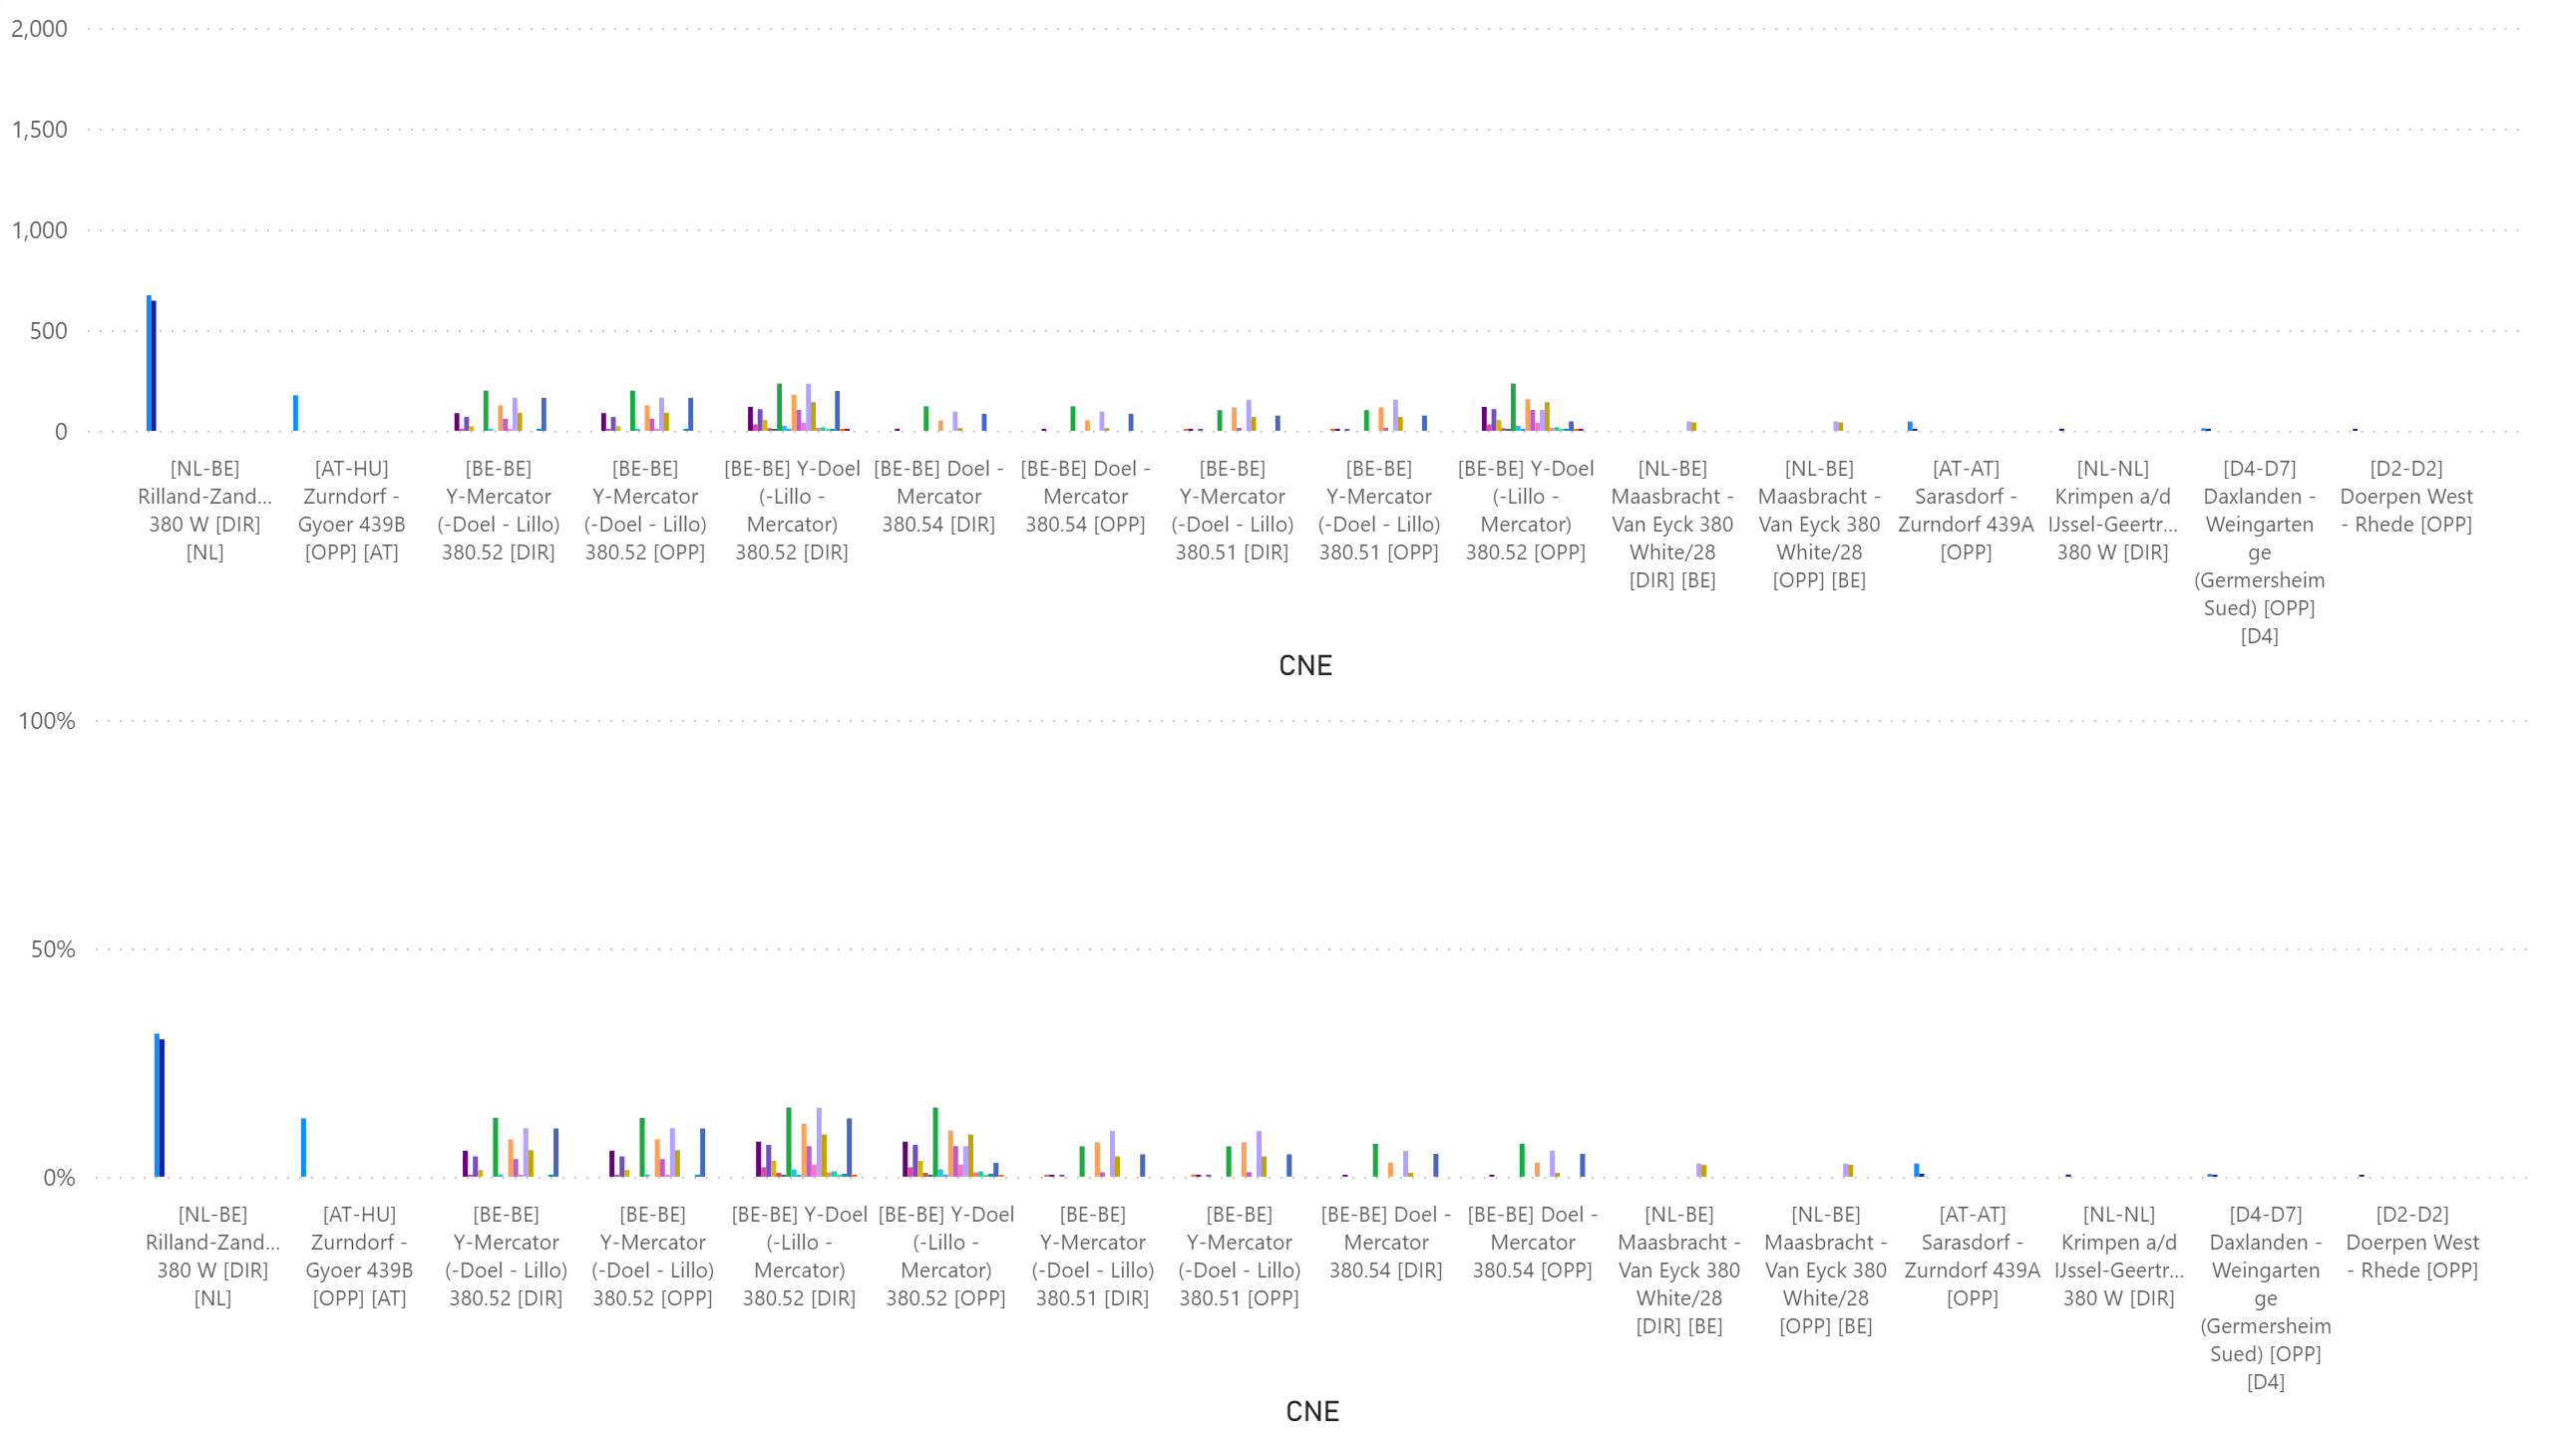 2,000
1,500
1,000
500
0
[NL-BE]
Rilland-Zand...
380 W [DIR]
[NL]
[AT-HU]
Zurndorf -
Gyoer 439B
[OPP] [AT]
[BE-BE]
Y-Mercator
(-Doel - Lillo)
380.52 [DIR]
[BE-BE]
Y-Mercator
(-Doel - Lillo)
380.52 [OPP]
[BE-BE] Y-Doel
(-Lillo -
Mercator)
380.52 [DIR]
[BE-BE] Doel -
Mercator
380.54 [DIR]
[BE-BE] Doel -
Mercator
380.54 [OPP]
[BE-BE]
Y-Mercator
(-Doel - Lillo)
380.51 [DIR]
[BE-BE]
Y-Mercator
(-Doel - Lillo)
380.51 [OPP]
[BE-BE] Y-Doel
(-Lillo -
Mercator)
380.52 [OPP]
[NL-BE]
Maasbracht -
Van Eyck 380
White/28
[DIR] [BE]
[NL-BE]
Maasbracht -
Van Eyck 380
White/28
[OPP] [BE]
[AT-AT]
Sarasdorf -
Zurndorf 439A
[OPP]
[NL-NL]
Krimpen a/d
IJssel-Geertr...
380 W [DIR]
[D4-D7]
Daxlanden -
Weingarten
ge
(Germersheim
Sued) [OPP]
[D4]
[D2-D2]
Doerpen West
- Rhede [OPP]
CNE
100%
50%
0%
[NL-BE]
Rilland-Zand...
380 W [DIR]
[NL]
[AT-HU]
Zurndorf -
Gyoer 439B
[OPP] [AT]
[BE-BE]
Y-Mercator
(-Doel - Lillo)
380.52 [DIR]
[BE-BE]
Y-Mercator
(-Doel - Lillo)
380.52 [OPP]
[BE-BE] Y-Doel
(-Lillo -
Mercator)
380.52 [DIR]
[BE-BE] Y-Doel
(-Lillo -
Mercator)
380.52 [OPP]
[BE-BE]
Y-Mercator
(-Doel - Lillo)
380.51 [DIR]
[BE-BE]
Y-Mercator
(-Doel - Lillo)
380.51 [OPP]
[BE-BE] Doel -
Mercator
380.54 [DIR]
[BE-BE] Doel -
Mercator
380.54 [OPP]
[NL-BE]
Maasbracht -
Van Eyck 380
White/28
[DIR] [BE]
[NL-BE]
Maasbracht -
Van Eyck 380
White/28
[OPP] [BE]
[AT-AT]
Sarasdorf -
Zurndorf 439A
[OPP]
[NL-NL]
Krimpen a/d
IJssel-Geertr...
380 W [DIR]
[D4-D7]
Daxlanden -
Weingarten
ge
(Germersheim
Sued) [OPP]
[D4]
[D2-D2]
Doerpen West
- Rhede [OPP]
CNE